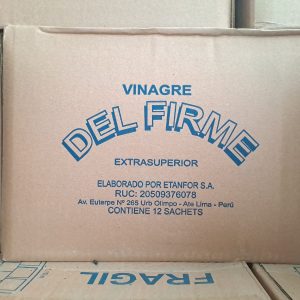 VINAGRE
DEL FIRME
EXTRASUPERIOR
ELABORADO POR ETANFOR S.A.
RUC: 20509376078
Av. Euterpe Nº 265 Urb Olimpo - Ate Lima - Perú
CONTIENE 12 SACHETS
FRAGIL